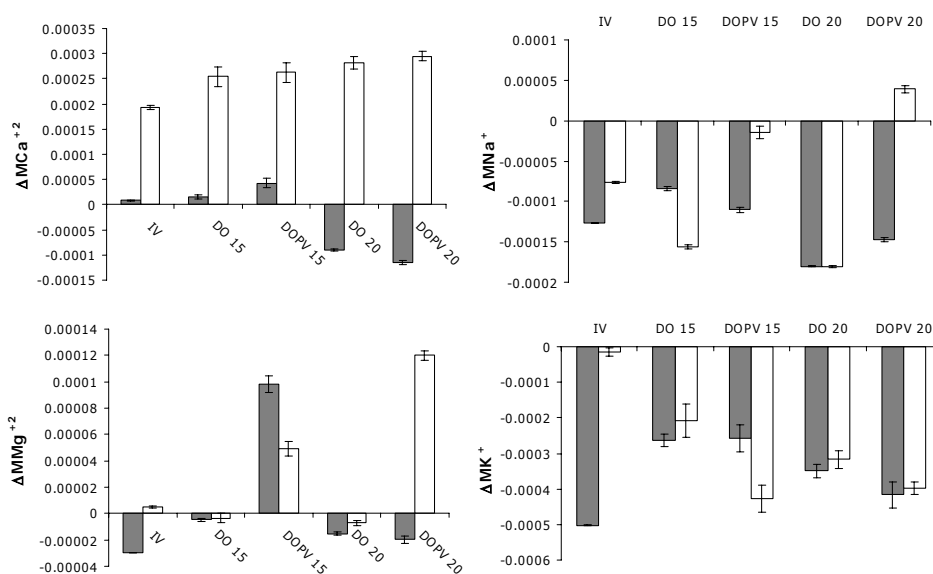 0.00035
0.0003
0.00025
0.0002
0.00015
0.0001
0.00005
0
-0.00005
-0.0001
-0.00015
ΔMCa⁺²
IV
DO 15
DOPV 15
DO 20
DOPV 20
IV DO 15 DOPV 15 DO 20 DOPV 20
0.0001
0.00005
0
-0.00005
-0.0001
-0.00015
-0.0002
ΔMNa⁺
0.00014
0.00012
0.0001
0.00008
0.00006
0.00004
0.00002
0
-0.00002
-0.00004
ΔMMg⁺²
IV
DO 15
DOPV 15
DO 20
DOPV 20
IV DO 15 DOPV 15 DO 20 DOPV 20
0
-0.0001
-0.0002
-0.0003
-0.0004
-0.0005
-0.0006
ΔMK⁺